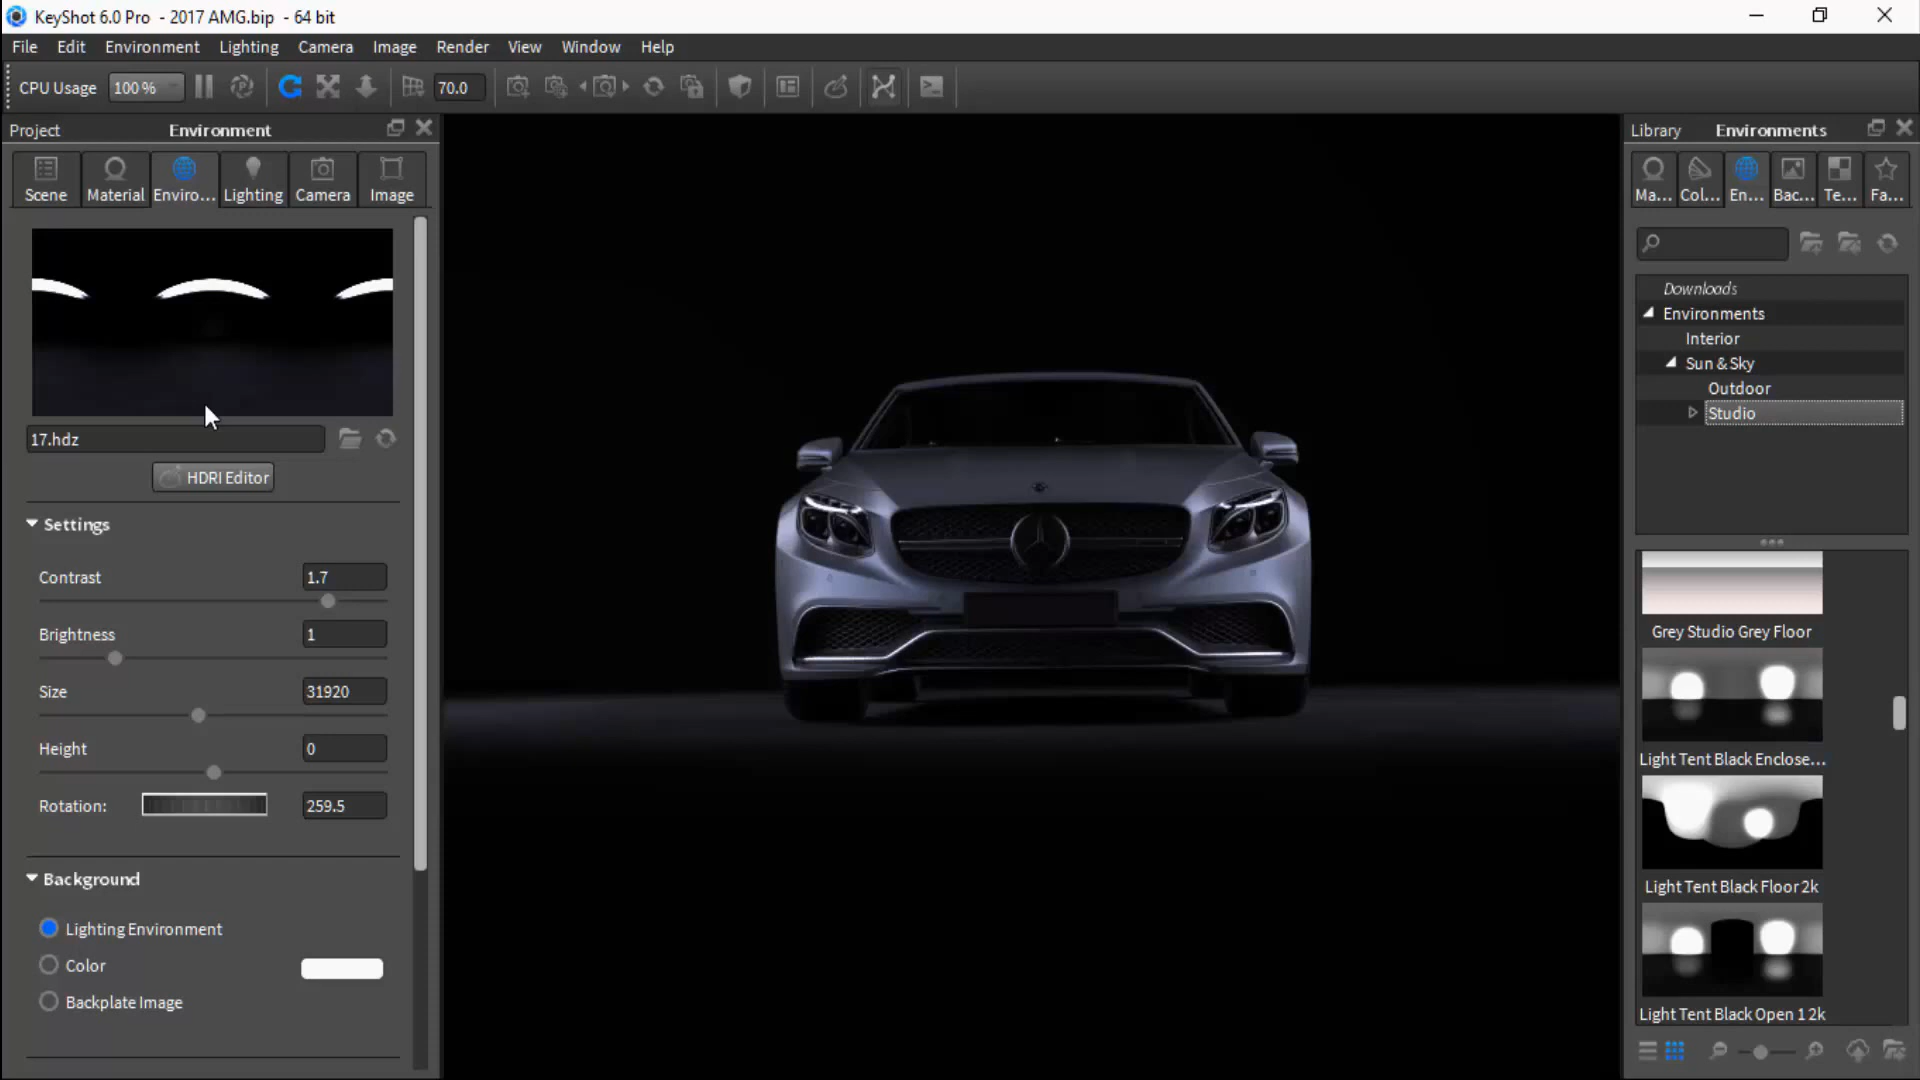 KeyShot 6.0 Pro - 2017 AMG.bip - 64 bit
File Edit Environment Lighting Camera Image Render View Window Help
CPU Usage 100 % 70.0
Project Environment
Scene Material Enviro... Lighting Camera Image
17.hdz
HDRI Editor
Settings
Contrast 1.7
Brightness 1
Size 31920
Height 0
Rotation: 259.5
Background
Lighting Environment
Color
Backplate Image
Library Environments
Ma... Col... En... Bac... Te... Fa...
Downloads
Environments
Interior
Sun & Sky
Outdoor
Studio
Grey Studio Grey Floor
Light Tent Black Enclose...
Light Tent Black Floor 2k
Light Tent Black Open 1 2k